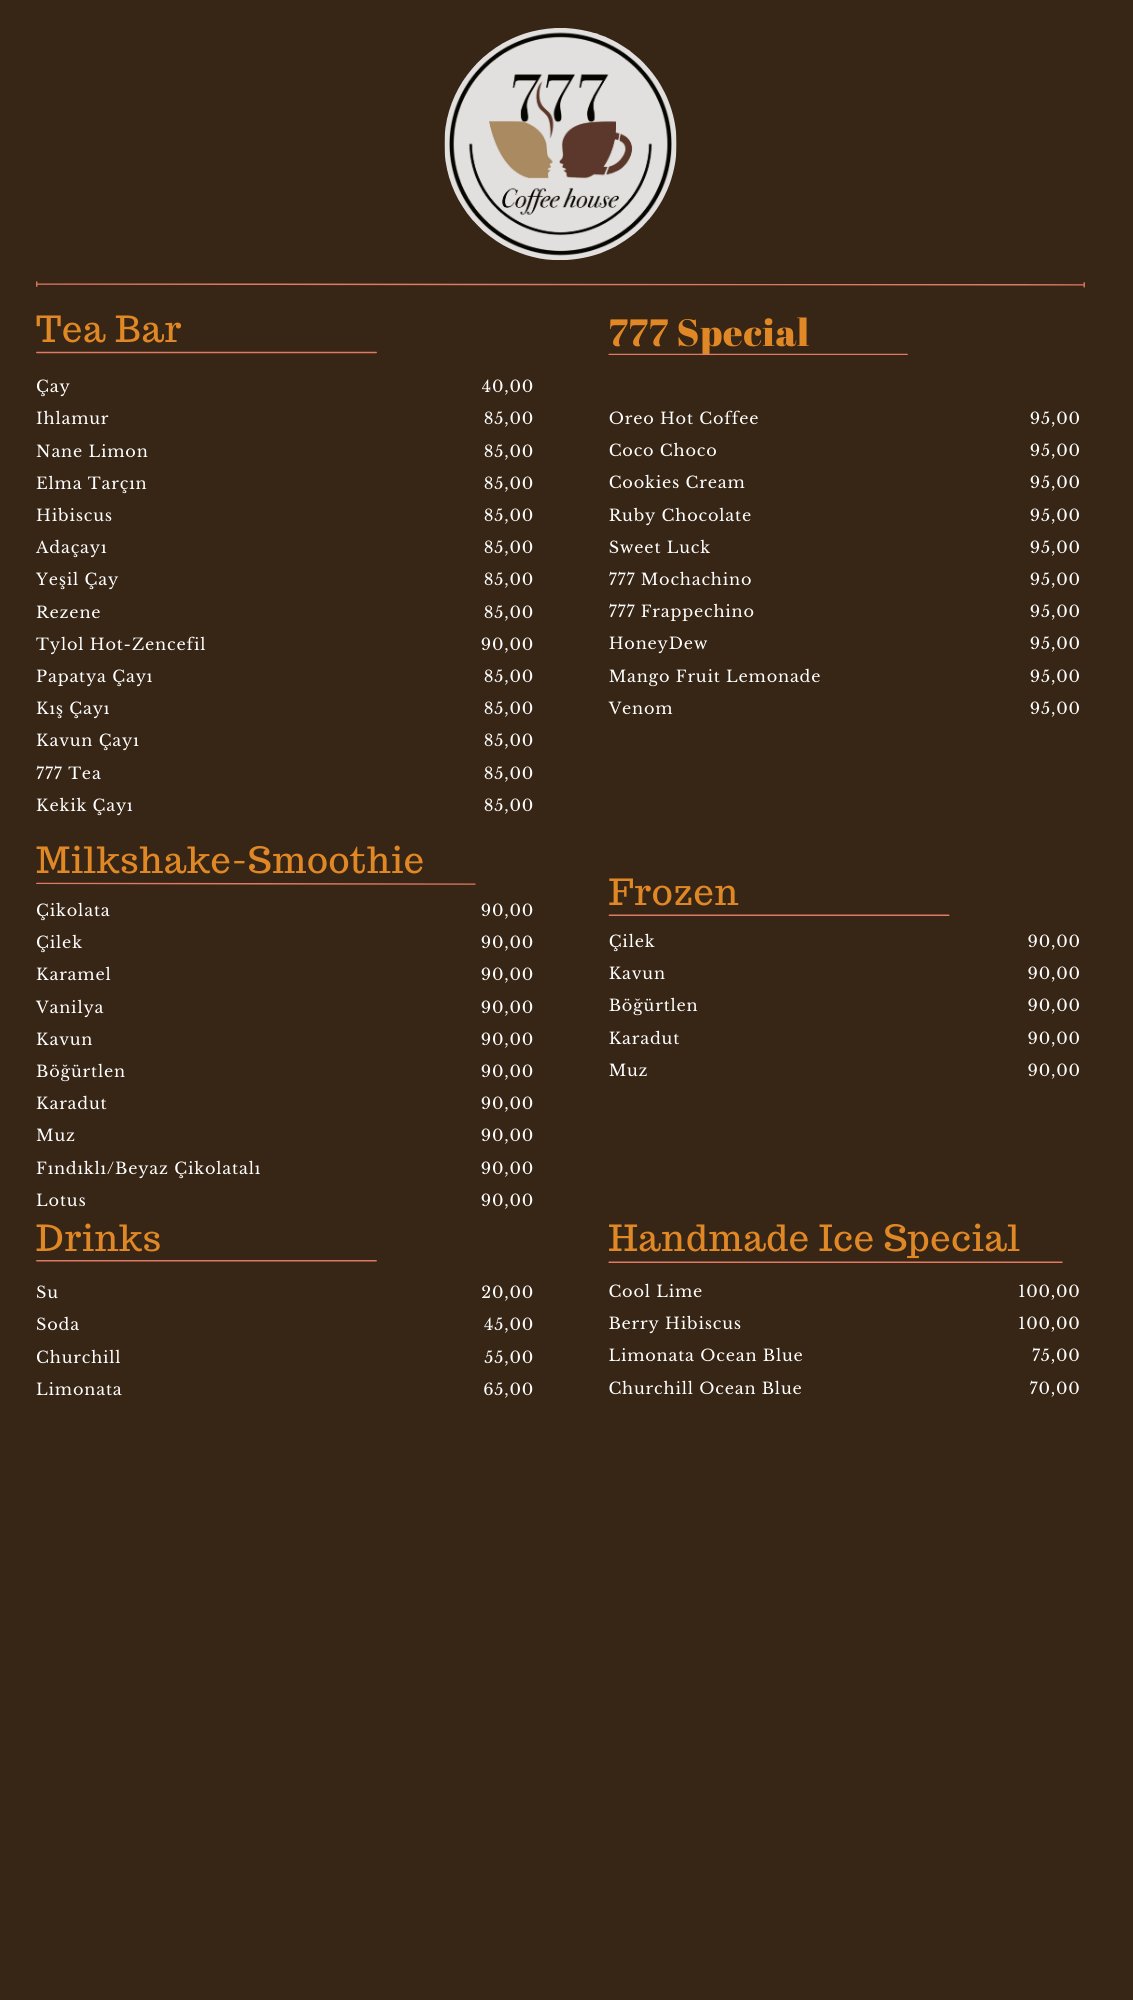 777
Coffee house
Tea Bar
Çay 40,00
Ihlamur 85,00
Nane Limon 85,00
Elma Tarçın 85,00
Hibiscus 85,00
Adaçayı 85,00
Yeşil Çay 85,00
Rezene 85,00
Tylol Hot-Zencefil 90,00
Papatya Çayı 85,00
Kış Çayı 85,00
Kavun Çayı 85,00
777 Tea 85,00
Kekik Çayı 85,00
777 Special
Oreo Hot Coffee 95,00
Coco Choco 95,00
Cookies Cream 95,00
Ruby Chocolate 95,00
Sweet Luck 95,00
777 Mochachino 95,00
777 Frappechino 95,00
HoneyDew 95,00
Mango Fruit Lemonade 95,00
Venom 95,00
Milkshake-Smoothie
Çikolata 90,00
Çilek 90,00
Karamel 90,00
Vanilya 90,00
Kavun 90,00
Böğürtlen 90,00
Karadut 90,00
Muz 90,00
Fındıklı/Beyaz Çikolatalı 90,00
Lotus 90,00
Frozen
Çilek 90,00
Kavun 90,00
Böğürtlen 90,00
Karadut 90,00
Muz 90,00
Drinks
Su 20,00
Soda 45,00
Churchill 55,00
Limonata 65,00
Handmade Ice Special
Cool Lime 100,00
Berry Hibiscus 100,00
Limonata Ocean Blue 75,00
Churchill Ocean Blue 70,00